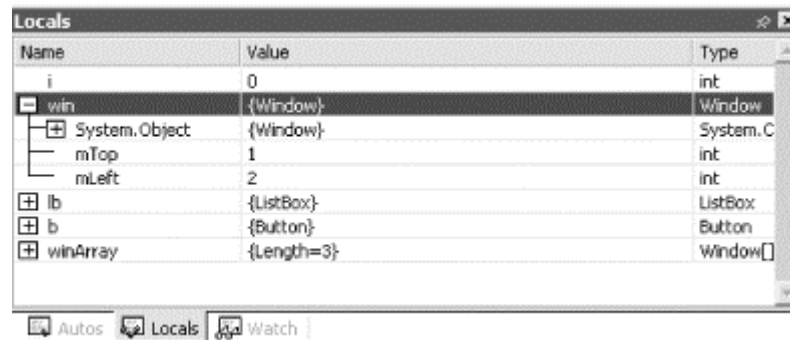 Locals
Name Value Type
i 0 int
win {Window} Window
System.Object {Window} System.C
mTop 1 int
mLeft 2 int
lb {ListBox} ListBox
b {Button} Button
winArray {Length=3} Window[]
Autos Locals Watch